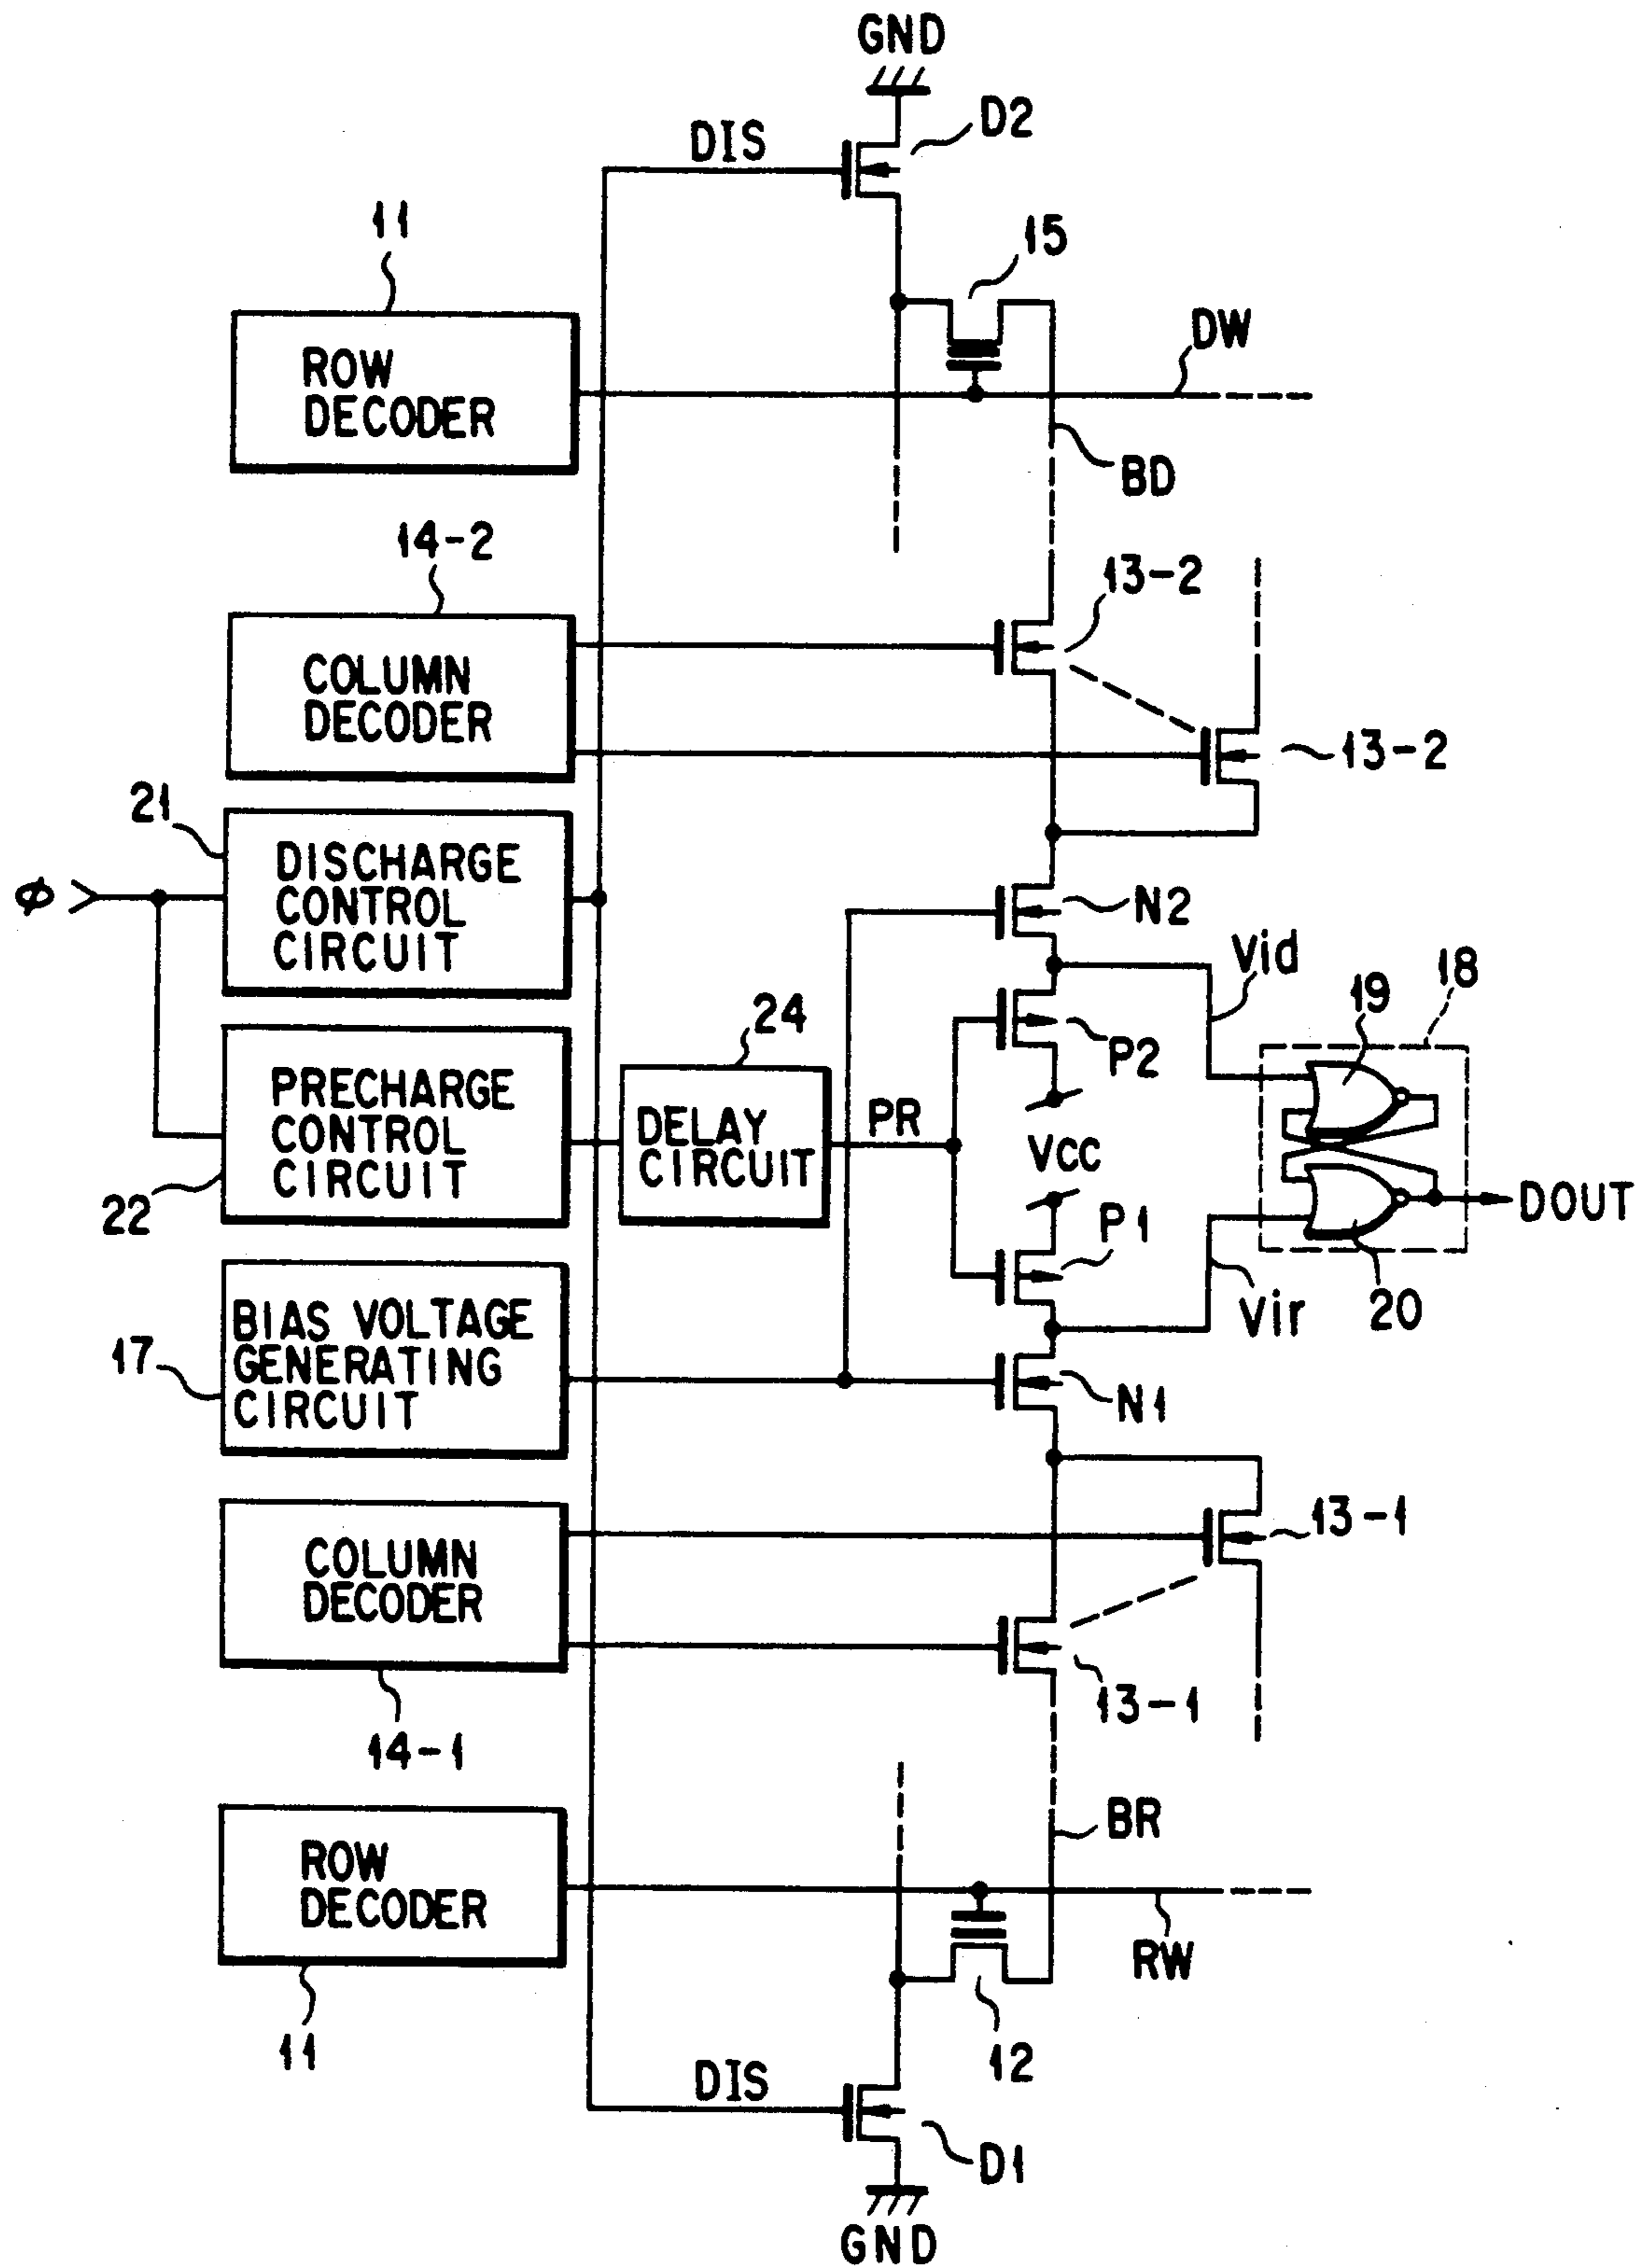 GND
D2
DIS
11
15
ROW
DECODER
DW
BD
14-2
13-2
COLUMN
DECODER
13-2
21
DISCHARGE
CONTROL
CIRCUIT
Φ
N2
Vid
18
19
24
P2
PRECHARGE
CONTROL
CIRCUIT
DELAY
CIRCUIT
PR
VCC
22
DOUT
P1
BIAS VOLTAGE
GENERATING
CIRCUIT
Vir
20
17
N1
COLUMN
DECODER
13-1
13-1
14-1
BR
ROW
DECODER
RW
11
12
DIS
D1
GND